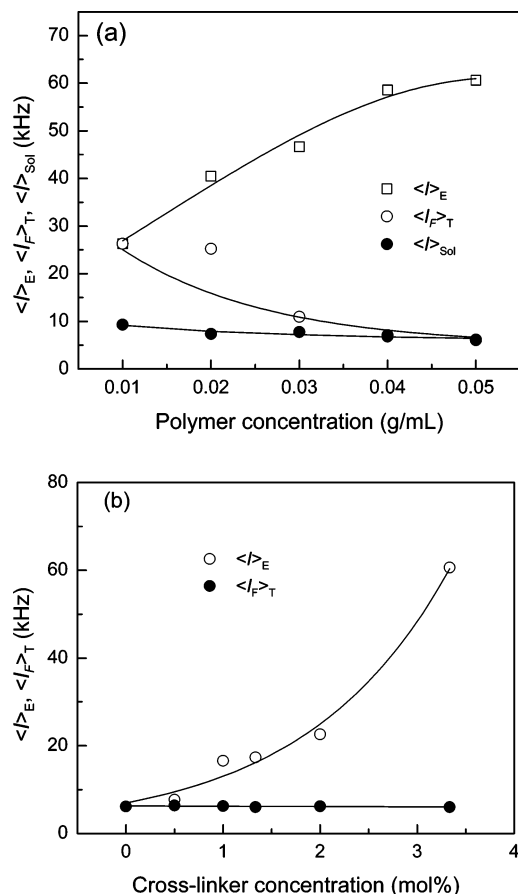 (a)
70
60
50
40
30
20
10
0
<I>E, <IF>T, <I>Sol (kHz)
<I>E
<IF>T
<I>Sol
0.01 0.02 0.03 0.04 0.05
Polymer concentration (g/mL)
(b)
80
60
40
20
0
<I>E, <IF>T (kHz)
<I>E
<IF>T
0 1 2 3 4
Cross-linker concentration (mol%)